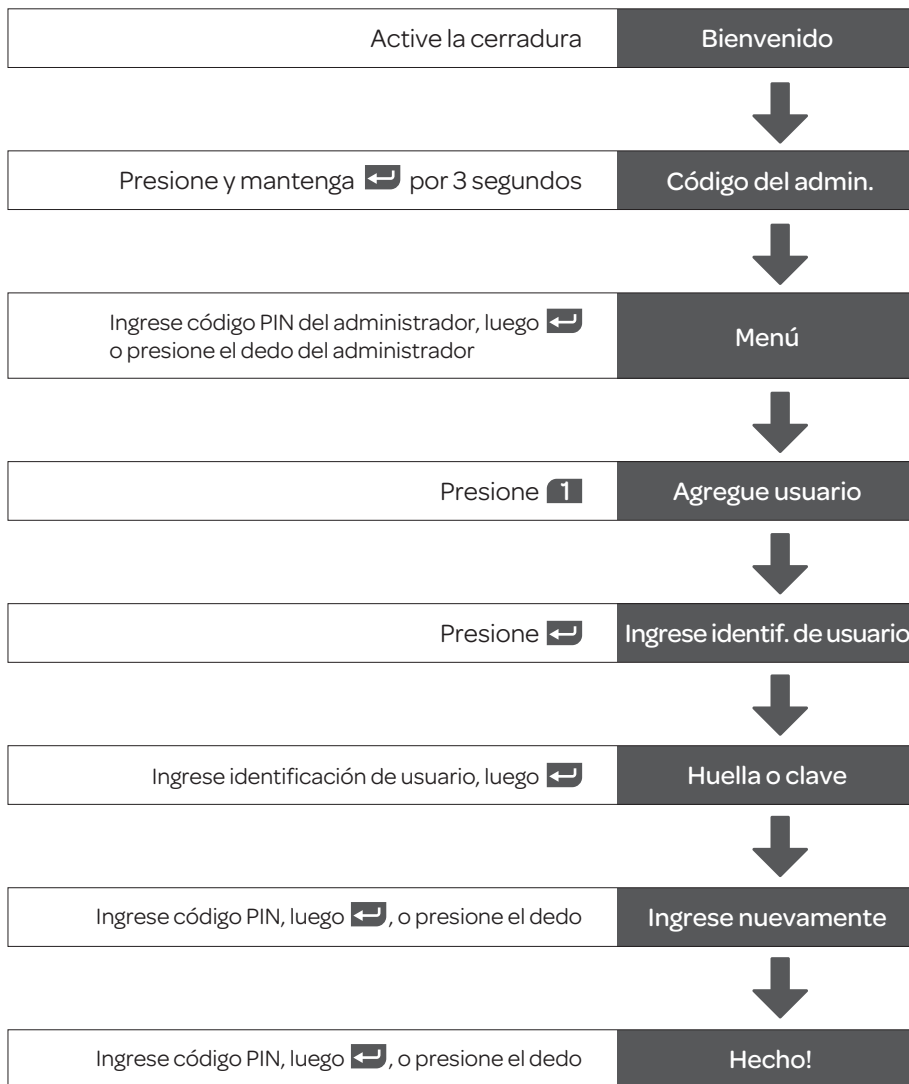 Active la cerradura Bienvenido
Presione y mantenga ↵ por 3 segundos Código del admin.
Ingrese código PIN del administrador, luego ↵
o presione el dedo del administrador
Menú
Presione 1 Agregue usuario
Presione ↵ Ingrese identif. de usuario
Ingrese identificación de usuario, luego ↵ Huella o clave
Ingrese código PIN, luego ↵, o presione el dedo Ingrese nuevamente
Ingrese código PIN, luego ↵, o presione el dedo Hecho!